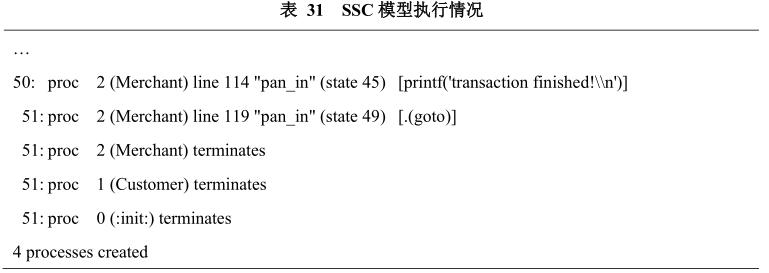 表 31 SSC 模型执行情况
…
50: proc 2 (Merchant) line 114 "pan_in" (state 45) [printf('transaction finished!\\n')]
51: proc 2 (Merchant) line 119 "pan_in" (state 49) [.(goto)]
51: proc 2 (Merchant) terminates
51: proc 1 (Customer) terminates
51: proc 0 (:init:) terminates
4 processes created